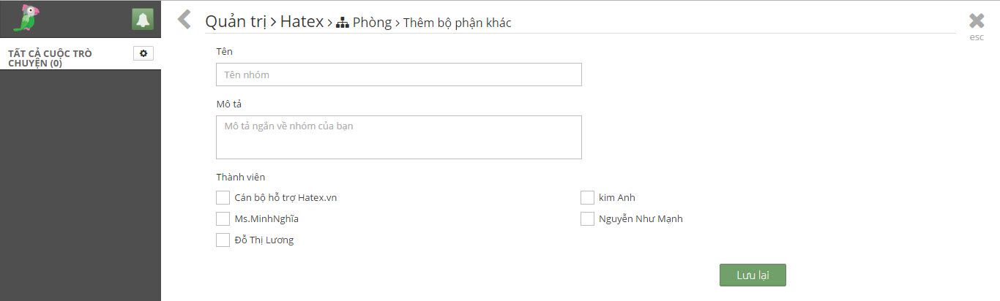 Quản trị > Hatex > Phòng > Thêm bộ phận khác
esc
TẤT CẢ CUỘC TRÒ
CHUYỆN (0)
Tên
Tên nhóm
Mô tả
Mô tả ngắn về nhóm của bạn
Thành viên
Cán bộ hỗ trợ Hatex.vn
kim Anh
Ms.MinhNghĩa
Nguyễn Như Mạnh
Đỗ Thị Lương
Lưu lại